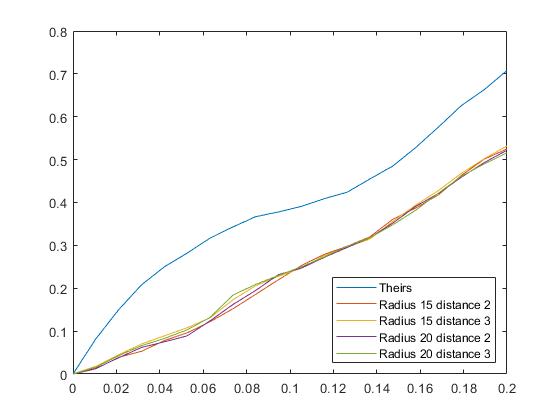 0.8
0.7
0.6
0.5
0.4
0.3
0.2
0.1
0
0 0.02 0.04 0.06 0.08 0.1 0.12 0.14 0.16 0.18 0.2
Theirs
Radius 15 distance 2
Radius 15 distance 3
Radius 20 distance 2
Radius 20 distance 3